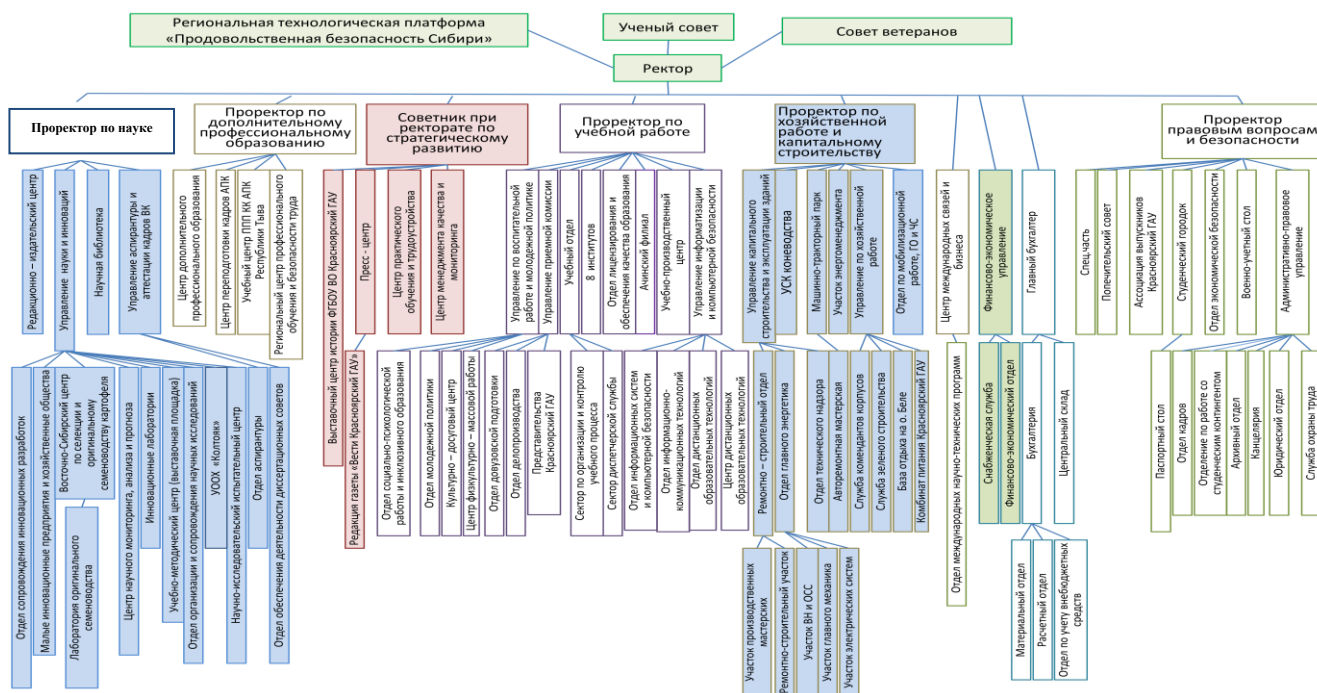 Региональная технологическая платформа
«Продовольственная безопасность Сибири»
Ученый совет
Совет ветеранов
Ректор
Проректор по науке
Проректор по
дополнительному
профессиональному
образованию
Советник при
ректорате по
стратегическому
развитию
Проректор по
учебной работе
Проректор по
хозяйственной
работе и
капитальному
строительству
Проректор
правовым вопросам
и безопасности
Редакционно – издательский центр
Управление науки и инноваций
Научная библиотека
Управление аспирантуры и
аттестации кадров ВК
Центр дополнительного
профессионального образования
Центр переподготовки кадров АПК
Учебный центр ППП КК АПК
Республики Тыва
Региональный центр профессионального
обучения и безопасности труда
Выставочный центр истории ФГБОУ ВО Красноярский ГАУ
Пресс - центр
Центр практического
обучения и трудоустройства
Центр менеджмента качества и
мониторинга
Управление по воспитательной
работе и молодежной политике
Управление приемной комиссии
Учебный отдел
8 институтов
Отдел лицензирования и
обеспечения качества образования
Ачинский филиал
Учебно-производственный
центр
Управление информатизации
и компьютерной безопасности
Управление капитального
строительства и эксплуатации зданий
УСК коневодства
Машинно-транторный парк
Участок энергоменеджмента
Управление по хозяйственной
работе
Отдел по мобилизационной
работе, ГО и ЧС
Центр международных связей и
бизнеса
Финансово-экономическое
управление
Главный бухгалтер
Спец.часть
Попечительный совет
Ассоциация выпускников
Красноярский ГАУ
Студенческий городок
Отдел экономической безопасности
Военно-учетный стол
Административно-правовое
управление
Отдел сопровождения инновационных разработок
Малые инновационные предприятия и хозяйственные общества
Восточно-Сибирский центр
по селекции и
оригинальному
семеноводству картофеля
Лаборатория оригинального
семеноводства
Центр научного мониторинга, анализа и прогноза
Инновационные лаборатории
Учебно-методический центр (выставочная площадка)
Отдел организации и сопровождения научных исследований
УООХ «Колтояк»
Научно-исследовательский испытательный центр
Отдел аспирантуры
Отдел обеспечения деятельности диссертационных советов
Редакция газеты «Вести Красноярский ГАУ»
Отдел социально-психологической
работы и инклюзивного образования
Отдел молодежной политики
Культурно – досуговый центр
Центр физкультурно – массовой работы
Отдел довузовской подготовки
Отдел делопроизводства
Представительства
Красноярский ГАУ
Сектор по организации и контролю
учебного процесса
Сектор диспетчерской службы
Отдел информационных систем
и компьютерной безопасности
Отдел информационно-
коммуникационных технологий
Отдел дистанционных
образовательных технологий
Центр дистанционных
образовательных технологий
Ремонтно – строительный отдел
Отдел главного энергетика
Отдел технического надзора
Авторемонтная мастерская
Служба комендантов корпусов
Служба зеленого строительства
База отдыха на о. Беле
Комбинат питания Красноярский ГАУ
Отдел международных научно-технических программ
Снабженческая служба
Финансово-экономический отдел
Бухгалтерия
Центральный склад
Паспортный стол
Отдел кадров
Отделение по работе со
студенческим контингентом
Архивный отдел
Канцелярия
Юридический отдел
Служба охраны труда
Участок производственных
мастерских
Ремонтно-строительный участок
Участок ВН и ОСС
Участок главного механика
Участок электрических систем
Материальный отдел
Расчетный отдел
Отдел по учету внебюджетных
средств